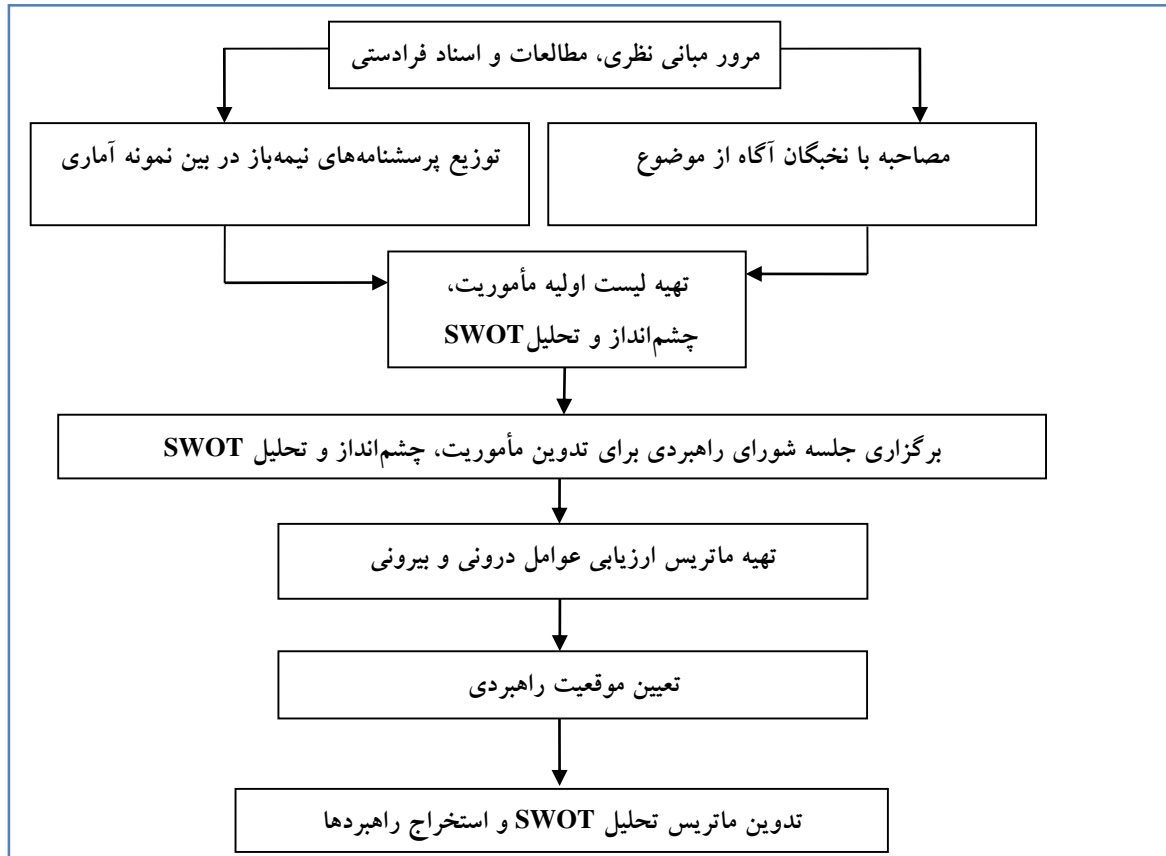 مرور مبانی نظری، مطالعات و اسناد فرادستی
مصاحبه با نخبگان آگاه از موضوع
توزیع پرسشنامه‌های نیمه‌باز در بین نمونه آماری
تهیه لیست اولیه مأموریت،
چشم‌انداز و تحلیل SWOT
برگزاری جلسه شورای راهبردی برای تدوین مأموریت، چشم‌انداز و تحلیل SWOT
تهیه ماتریس ارزیابی عوامل درونی و بیرونی
تعیین موقعیت راهبردی
تدوین ماتریس تحلیل SWOT و استخراج راهبردها